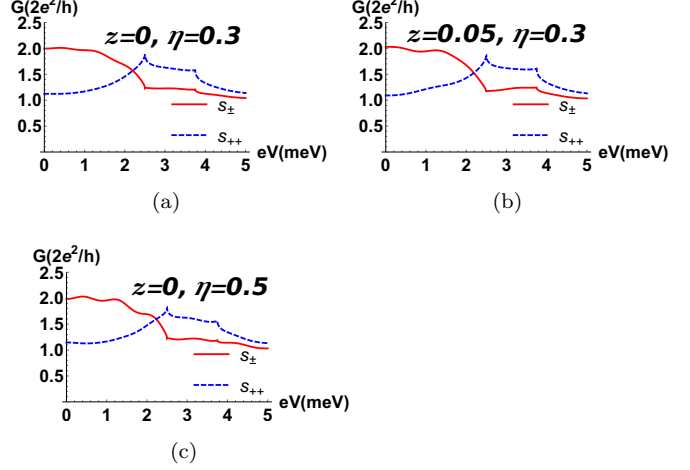 G(2e²/h)
z=0, η=0.3
2.5
2.0
1.5
1.0
0.5
s±
s++
0 1 2 3 4 5
eV(meV)
(a)
G(2e²/h)
z=0.05, η=0.3
2.5
2.0
1.5
1.0
0.5
s±
s++
0 1 2 3 4 5
eV(meV)
(b)
G(2e²/h)
z=0, η=0.5
2.5
2.0
1.5
1.0
0.5
s±
s++
0 1 2 3 4 5
eV(meV)
(c)